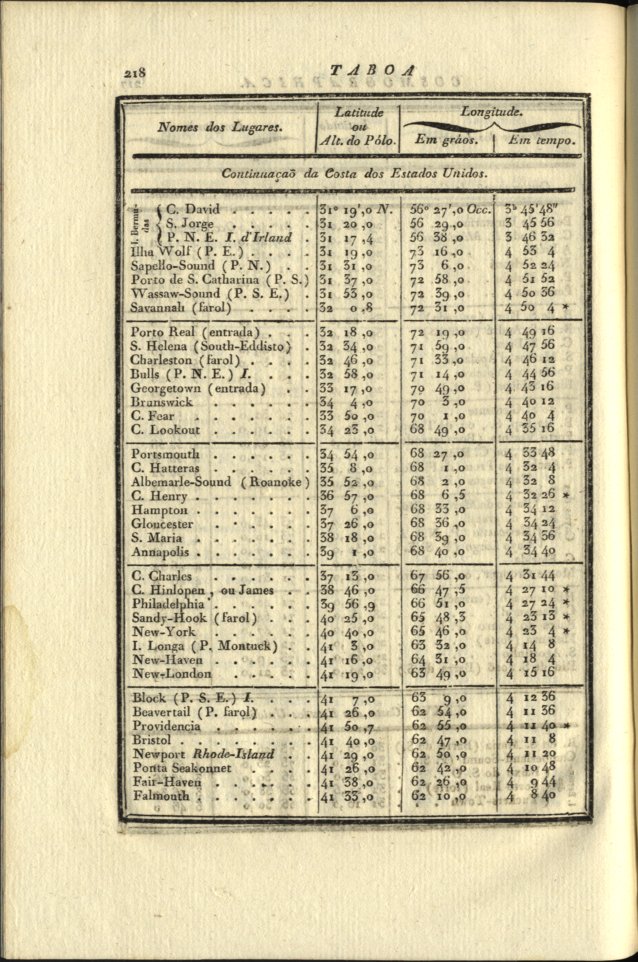 218 TABOA
Nomes dos Lugares. Latitude ou Alt. do Pólo. Longitude. Em gráos. Em tempo.
Continuaçaõ da Costa dos Estados Unidos.
I. Bermudas
C. David . . . . . 31° 19',0 N. 56° 27',0 Occ. 3h 45'48"
S. Jorge . . . . . 31 20 ,0 56 29 ,0 3 45 56
P. N. E. I. d'Irland . 31 17 ,4 56 38 ,0 3 46 32
Ilha Wolf (P. E.) . . . 31 19 ,0 73 16 ,0 4 53 4
Sapello-Sound (P. N.) . . 31 31 ,0 73 6 ,0 4 52 24
Porto de S. Catharina (P. S.) 31 37 ,0 72 58 ,0 4 51 52
Wassaw-Sound (P. S. E.) . 31 53 ,0 72 39 ,0 4 50 36
Savannah (farol) . . . . 32 0 ,8 72 31 ,0 4 50 4 *
Porto Real (entrada) . . . 32 18 ,0 72 19 ,0 4 49 16
S. Helena (South-Eddisto) . 32 34 ,0 71 59 ,0 4 47 56
Charleston (farol) . . . . 32 46 ,0 71 33 ,0 4 46 12
Bulls (P. N. E.) I. . . . 32 58 ,0 71 14 ,0 4 44 56
Georgetown (entrada) . . 33 17 ,0 70 49 ,0 4 43 16
Brunswick . . . . . . 34 4 ,0 70 3 ,0 4 40 12
C. Fear . . . . . . . 33 50 ,0 70 1 ,0 4 40 4
C. Lookout . . . . . . 34 23 ,0 68 49 ,0 4 35 16
Portsmouth . . . . . . 34 54 ,0 68 27 ,0 4 33 48
C. Hatteras . . . . . . 35 8 ,0 68 1 ,0 4 32 4
Albemarle-Sound (Roanoke) 35 52 ,0 68 2 ,0 4 32 8
C. Henry . . . . . . . 36 57 ,0 68 6 ,5 4 32 26 *
Hampton . . . . . . . 37 6 ,0 68 33 ,0 4 34 12
Gloucester . . . . . . 37 26 ,0 68 36 ,0 4 34 24
S. Maria . . . . . . . 38 18 ,0 68 39 ,0 4 34 36
Annapolis . . . . . . . 39 1 ,0 68 40 ,0 4 34 40
C. Charles . . . . . . 37 13 ,0 67 56 ,0 4 31 44
C. Hinlopen , ou James . . 38 46 ,0 66 47 ,5 4 27 10 *
Philadelphia . . . . . . 39 56 ,9 66 51 ,0 4 27 24 *
Sandy-Hook (farol) . . . 40 25 ,0 65 48 ,3 4 23 13 *
New-York . . . . . . 40 40 ,0 65 46 ,0 4 23 4 *
I. Longa (P. Montuck) . . 41 3 ,0 63 32 ,0 4 14 8
New-Haven . . . . . . 41 16 ,0 64 31 ,0 4 18 4
New-London . . . . . 41 19 ,0 63 49 ,0 4 15 16
Block (P. S. E.) I. . . . 41 7 ,0 63 9 ,0 4 12 36
Beavertail (P. farol) . . . 41 26 ,0 62 54 ,0 4 11 36
Providencia . . . . . . 41 50 ,7 62 55 ,0 4 11 40 *
Bristol . . . . . . . . 41 40 ,0 62 47 ,0 4 11 8
Newport Rhode-Island . . 41 29 ,0 62 50 ,0 4 11 20
Ponta Seakonnet . . . . 41 26 ,0 62 42 ,0 4 10 48
Fair-Haven . . . . . . 41 38 ,0 62 26 ,0 4 9 44
Falmouth . . . . . . . 41 33 ,0 62 10 ,0 4 8 40